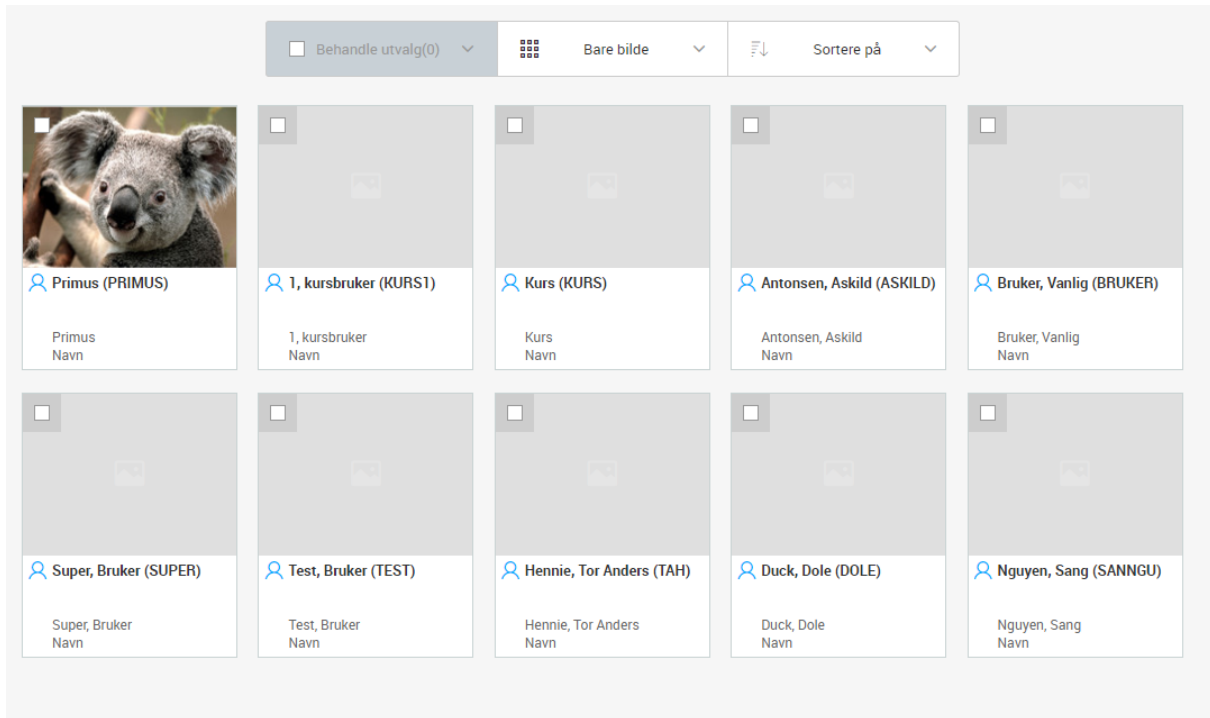 Behandle utvalg(0)
Bare bilde
Sortere på
Primus (PRIMUS)
Primus
Navn
1, kursbruker (KURS1)
1, kursbruker
Navn
Kurs (KURS)
Kurs
Navn
Antonsen, Askild (ASKILD)
Antonsen, Askild
Navn
Bruker, Vanlig (BRUKER)
Bruker, Vanlig
Navn
Super, Bruker (SUPER)
Super, Bruker
Navn
Test, Bruker (TEST)
Test, Bruker
Navn
Hennie, Tor Anders (TAH)
Hennie, Tor Anders
Navn
Duck, Dole (DOLE)
Duck, Dole
Navn
Nguyen, Sang (SANNGU)
Nguyen, Sang
Navn